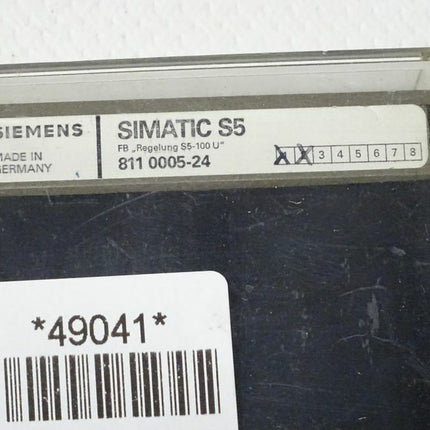 SIEMENS
MADE IN
GERMANY
SIMATIC S5
FB „Regelung S5-100 U"
811 0005-24
3 4 5 6 7 8
*49041*